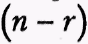 (n − r)